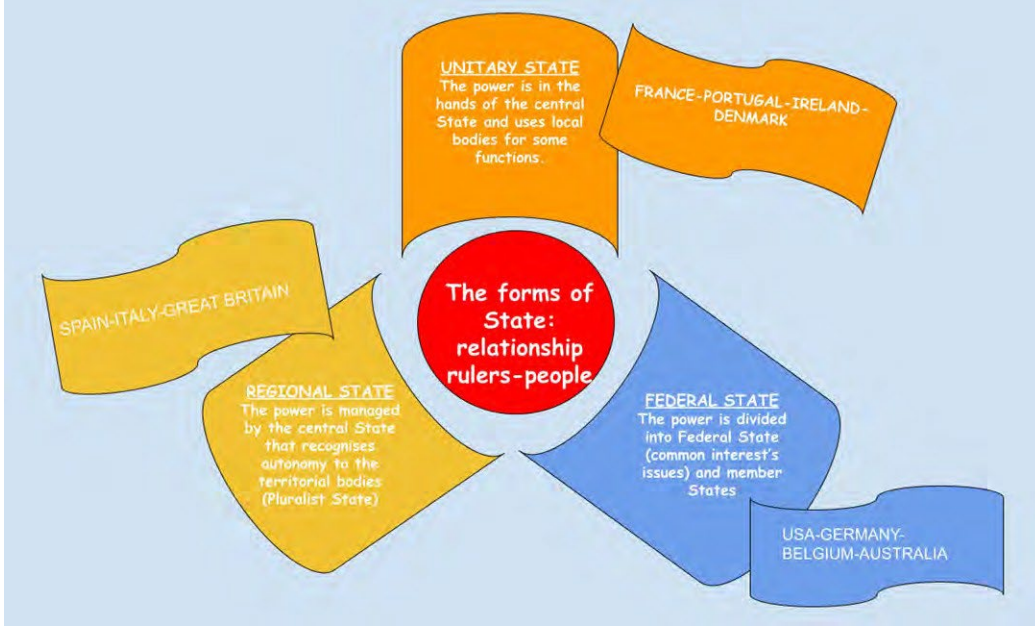 UNITARY STATE
The power is in the
hands of the central
State and uses local
bodies for some
functions.
FRANCE-PORTUGAL-IRELAND-
DENMARK
SPAIN-ITALY-GREAT BRITAIN
The forms of
State:
relationship
rulers-people
REGIONAL STATE
The power is managed
by the central State
that recognises
autonomy to the
territorial bodies
(Pluralist State)
FEDERAL STATE
The power is divided
into Federal State
(common interest's
issues) and member
States
USA-GERMANY-
BELGIUM-AUSTRALIA